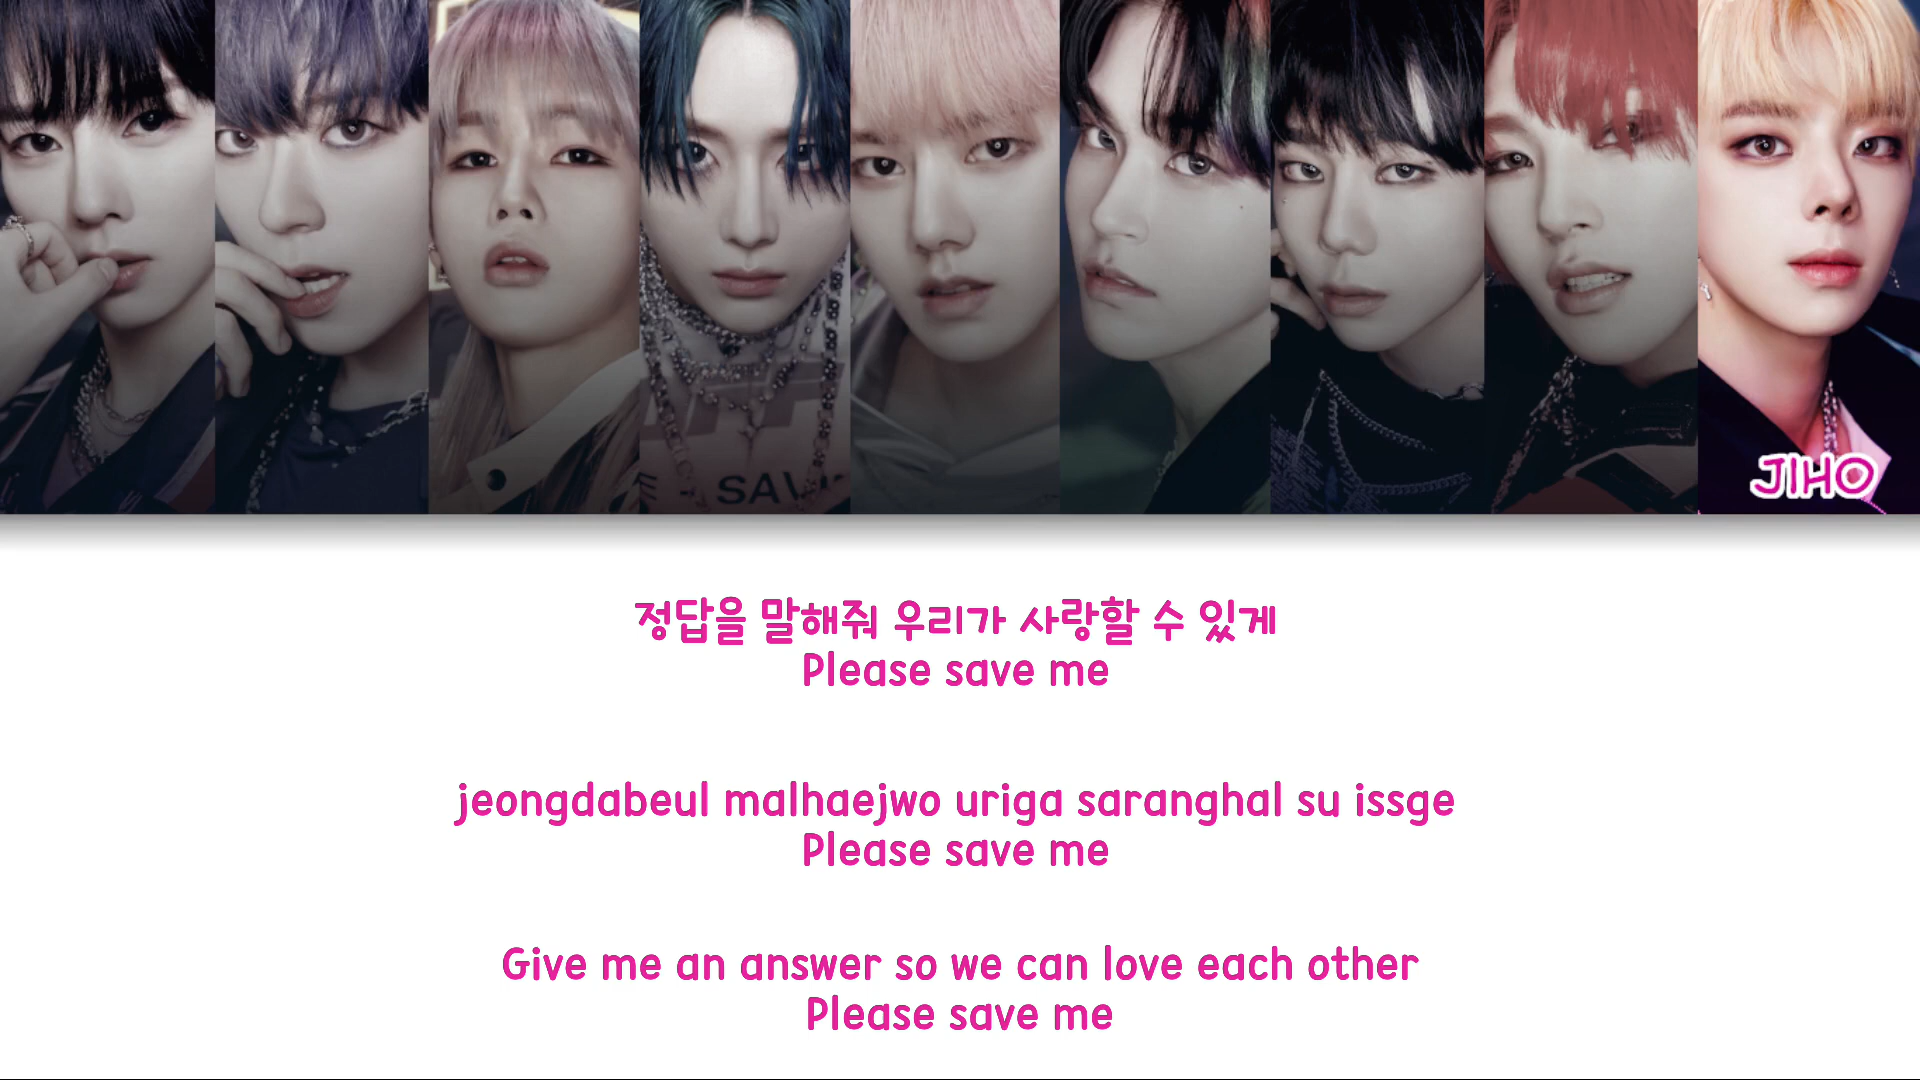 SAV
JIHO
정답을 말해줘 우리가 사랑할 수 있게
Please save me
jeongdabeul malhaejwo uriga saranghal su issge
Please save me
Give me an answer so we can love each other
Please save me